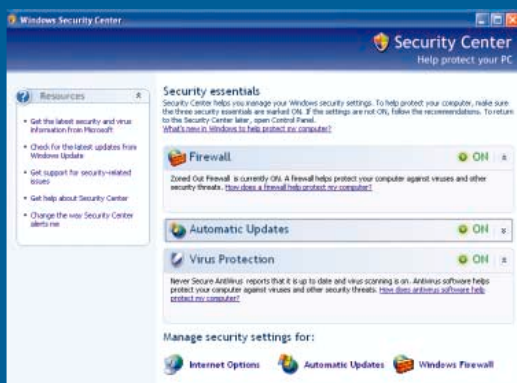 Windows Security Center
Security Center
Help protect your PC
Resources
Get the latest security and virus
information from Microsoft
Check for the latest updates from
Windows Update
Get support for security-related
issues
Get help about Security Center
Change the way Security Center
alerts me
Security essentials
Security Center helps you manage your Windows security settings. To help protect your computer, make sure
the three security essentials are marked ON. If the settings are not ON, follow the recommendations. To return
to the Security Center later, open Control Panel.
What's new in Windows to help protect my computer?
Firewall
ON
Zoned Out Firewall is currently ON. A firewall helps protect your computer against viruses and other
security threats. How does a firewall help protect my computer?
Automatic Updates
ON
Virus Protection
ON
Never Secure AntiVirus reports that it is up to date and virus scanning is on. Antivirus software helps
protect your computer against viruses and other security threats. How does antivirus software help
protect my computer?
Manage security settings for:
Internet Options
Automatic Updates
Windows Firewall